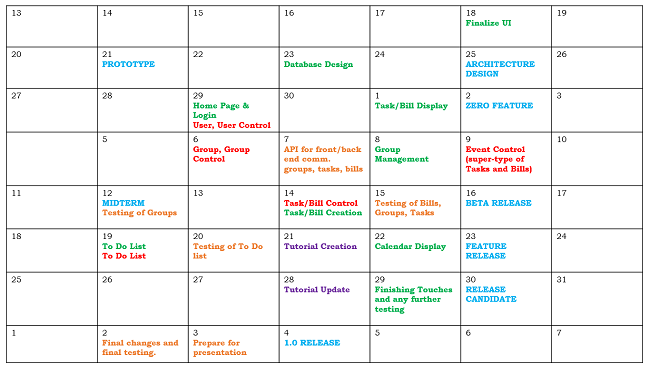 13 14 15 16 17 18 19
Finalize UI
20 21 22 23 24 25 26
PROTOTYPE Database Design ARCHITECTURE
DESIGN
27 28 29 30 1 2 3
Home Page & Task/Bill Display ZERO FEATURE
Login
User, User Control
5 6 7 8 9 10
Group, Group API for front/back Group Event Control
Control end comm. Management (super-type of
groups, tasks, bills Tasks and Bills)
11 12 13 14 15 16 17
MIDTERM Task/Bill Control Testing of Bills, BETA RELEASE
Testing of Groups Task/Bill Creation Groups, Tasks
18 19 20 21 22 23 24
To Do List Testing of To Do Tutorial Creation Calendar Display FEATURE
To Do List list RELEASE
25 26 27 28 29 30 31
Tutorial Update Finishing Touches RELEASE
and any further CANDIDATE
testing
1 2 3 4 5 6 7
Final changes and Prepare for 1.0 RELEASE
final testing. presentation